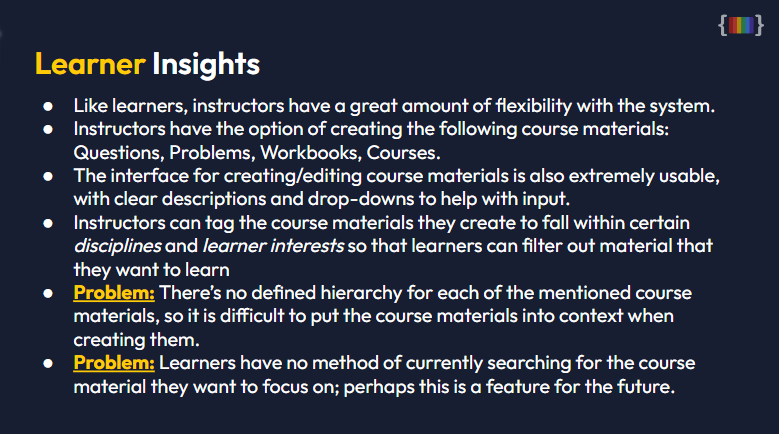 Learner Insights
● Like learners, instructors have a great amount of flexibility with the system.
● Instructors have the option of creating the following course materials:
Questions, Problems, Workbooks, Courses.
● The interface for creating/editing course materials is also extremely usable,
with clear descriptions and drop-downs to help with input.
● Instructors can tag the course materials they create to fall within certain
disciplines and learner interests so that learners can filter out material that
they want to learn
● Problem: There's no defined hierarchy for each of the mentioned course
materials, so it is difficult to put the course materials into context when
creating them.
● Problem: Learners have no method of currently searching for the course
material they want to focus on; perhaps this is a feature for the future.